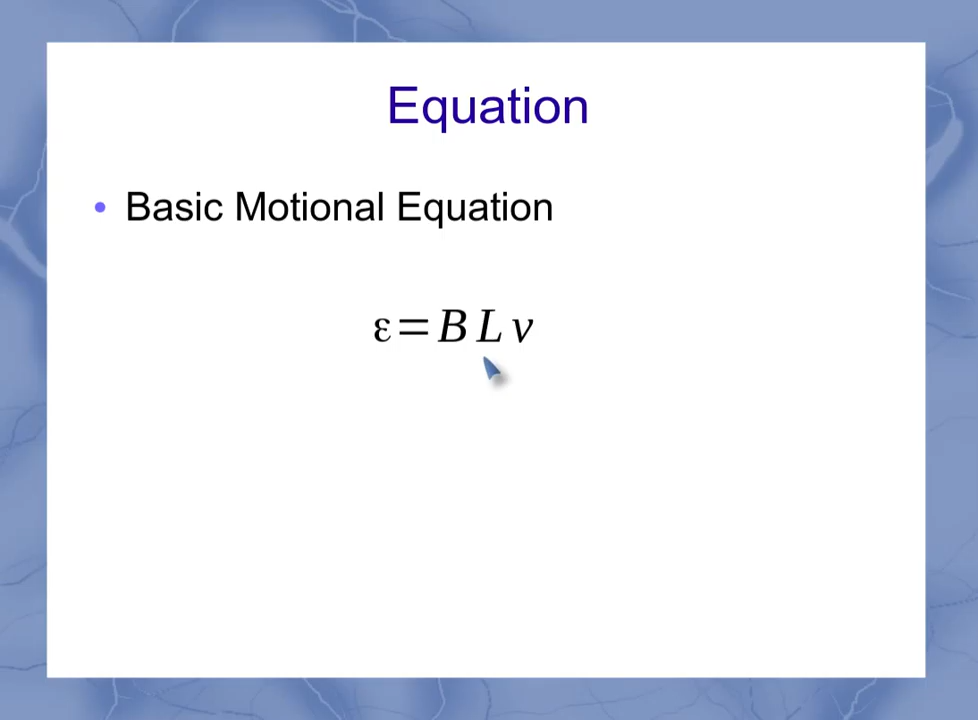 Equation
• Basic Motional Equation
ε = B L v